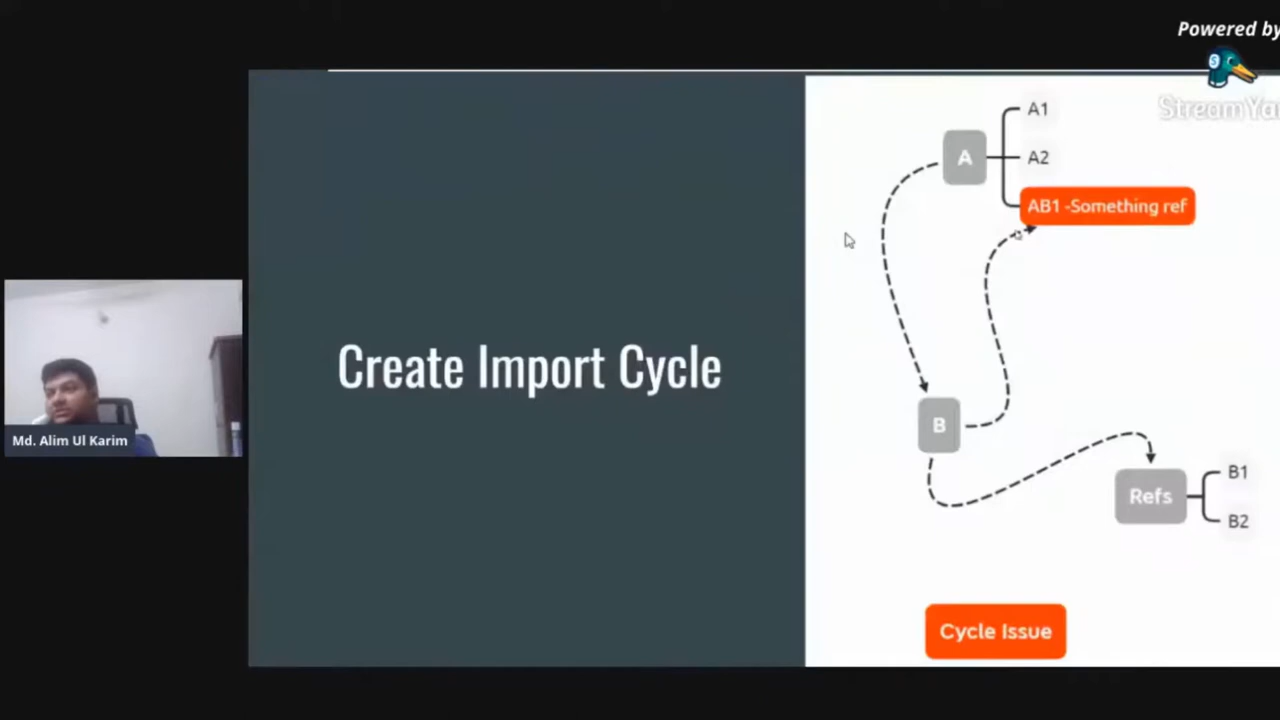 Powered by
S
StreamYa
A1
A
A2
AB1 -Something ref
Create Import Cycle
B
Md. Alim Ul Karim
B1
Refs
B2
Cycle Issue